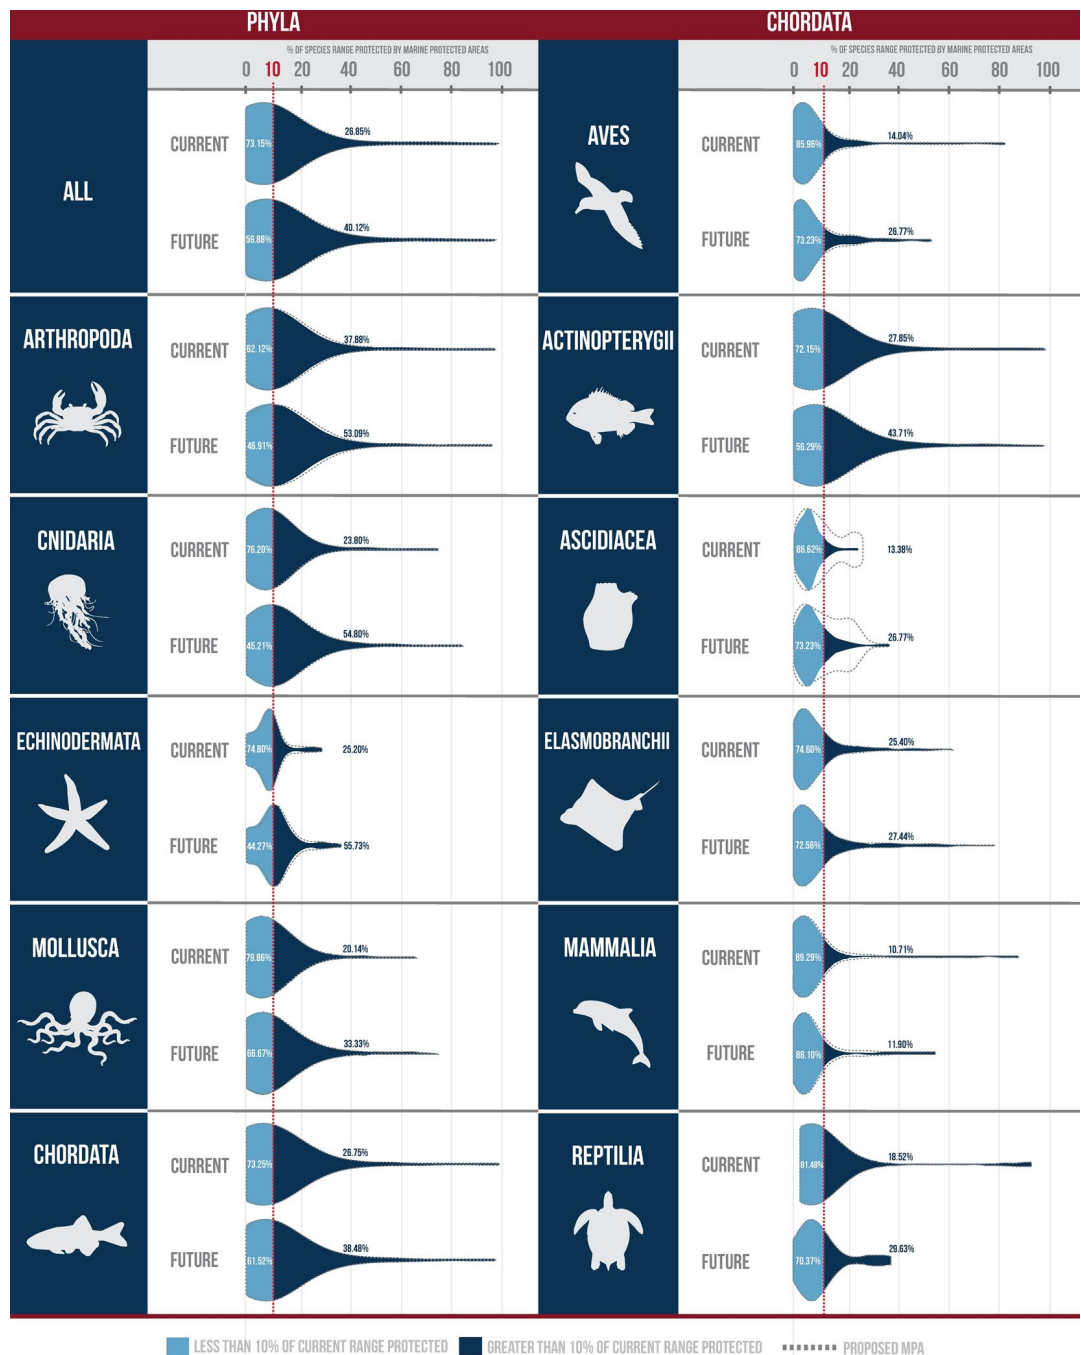 PHYLA
CHORDATA
% OF SPECIES RANGE PROTECTED BY MARINE PROTECTED AREAS
0 10 20 40 60 80 100
% OF SPECIES RANGE PROTECTED BY MARINE PROTECTED AREAS
0 10 20 40 60 80 100
ALL
CURRENT
73.15%
26.85%
FUTURE
59.88%
40.12%
AVES
CURRENT
85.96%
14.04%
FUTURE
73.23%
26.77%
ARTHROPODA
CURRENT
62.12%
37.88%
FUTURE
46.91%
53.09%
ACTINOPTERYGII
CURRENT
72.15%
27.85%
FUTURE
56.29%
43.71%
CNIDARIA
CURRENT
76.20%
23.80%
FUTURE
45.21%
54.80%
ASCIDIACEA
CURRENT
86.62%
13.38%
FUTURE
73.23%
26.77%
ECHINODERMATA
CURRENT
74.80%
25.20%
FUTURE
44.27%
55.73%
ELASMOBRANCHII
CURRENT
74.60%
25.40%
FUTURE
72.56%
27.44%
MOLLUSCA
CURRENT
79.86%
20.14%
FUTURE
66.67%
33.33%
MAMMALIA
CURRENT
89.29%
10.71%
FUTURE
88.10%
11.90%
CHORDATA
CURRENT
73.25%
26.75%
FUTURE
61.52%
38.48%
REPTILIA
CURRENT
81.48%
18.52%
FUTURE
70.37%
29.63%
LESS THAN 10% OF CURRENT RANGE PROTECTED
GREATER THAN 10% OF CURRENT RANGE PROTECTED
PROPOSED MPA